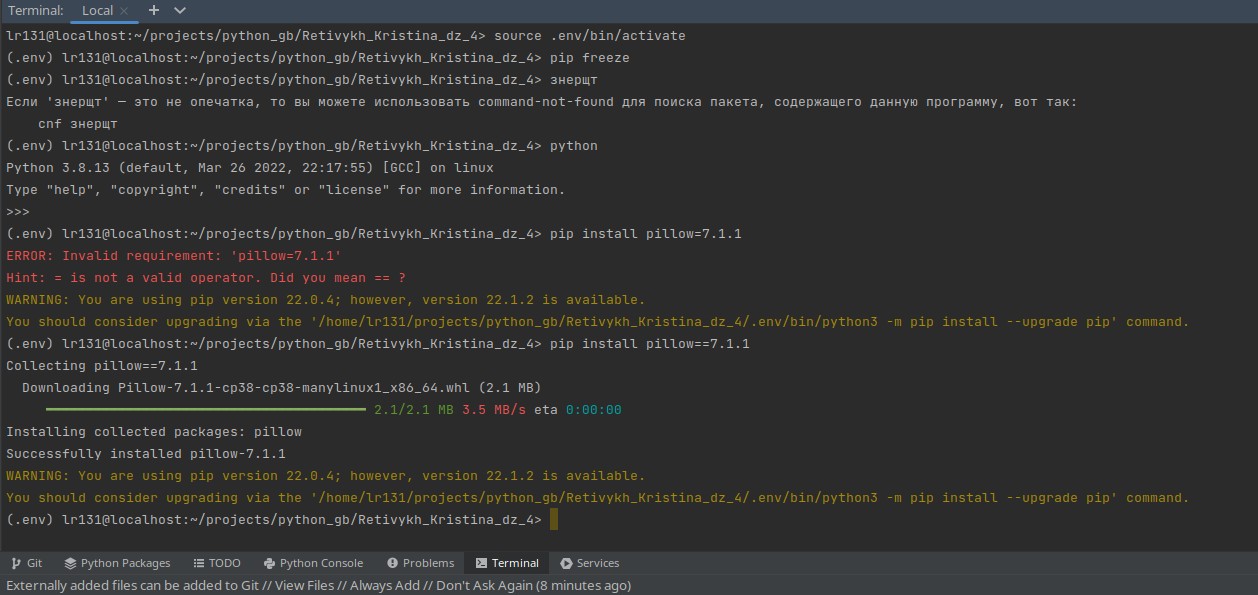 Terminal: Local × + 
lr131@localhost:~/projects/python_gb/Retivykh_Kristina_dz_4> source .env/bin/activate
(.env) lr131@localhost:~/projects/python_gb/Retivykh_Kristina_dz_4> pip freeze
(.env) lr131@localhost:~/projects/python_gb/Retivykh_Kristina_dz_4> знерщт
Если 'знерщт' — это не опечатка, то вы можете использовать command-not-found для поиска пакета, содержащего данную программу, вот так:
    cnf знерщт
(.env) lr131@localhost:~/projects/python_gb/Retivykh_Kristina_dz_4> python
Python 3.8.13 (default, Mar 26 2022, 22:17:55) [GCC] on linux
Type "help", "copyright", "credits" or "license" for more information.
>>>
(.env) lr131@localhost:~/projects/python_gb/Retivykh_Kristina_dz_4> pip install pillow=7.1.1
ERROR: Invalid requirement: 'pillow=7.1.1'
Hint: = is not a valid operator. Did you mean == ?
WARNING: You are using pip version 22.0.4; however, version 22.1.2 is available.
You should consider upgrading via the '/home/lr131/projects/python_gb/Retivykh_Kristina_dz_4/.env/bin/python3 -m pip install --upgrade pip' command.
(.env) lr131@localhost:~/projects/python_gb/Retivykh_Kristina_dz_4> pip install pillow==7.1.1
Collecting pillow==7.1.1
  Downloading Pillow-7.1.1-cp38-cp38-manylinux1_x86_64.whl (2.1 MB)
2.1/2.1 MB 3.5 MB/s eta 0:00:00
Installing collected packages: pillow
Successfully installed pillow-7.1.1
WARNING: You are using pip version 22.0.4; however, version 22.1.2 is available.
You should consider upgrading via the '/home/lr131/projects/python_gb/Retivykh_Kristina_dz_4/.env/bin/python3 -m pip install --upgrade pip' command.
(.env) lr131@localhost:~/projects/python_gb/Retivykh_Kristina_dz_4>
Git Python Packages TODO Python Console Problems Terminal Services
Externally added files can be added to Git // View Files // Always Add // Don't Ask Again (8 minutes ago)